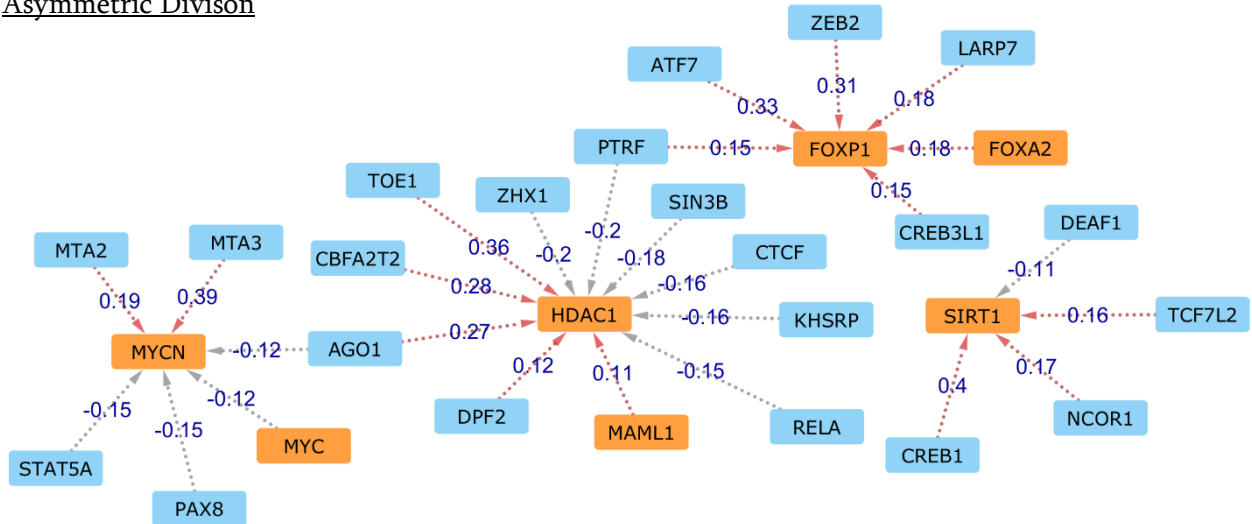 Asymmetric Divison
ZEB2
LARP7
ATF7
0.31
0.18
0.33
PTRF
0.15
FOXP1
0.18
FOXA2
TOE1
ZHX1
0.15
SIN3B
CREB3L1
DEAF1
MTA2
MTA3
CBFA2T2
0.36
-0.2
-0.2
-0.18
CTCF
-0.11
0.19
0.39
0.28
-0.16
HDAC1
-0.16
KHSRP
SIRT1
0.16
TCF7L2
0.27
MYCN
-0.12
AGO1
0.12
0.11
-0.15
0.4
0.17
-0.15
-0.12
-0.15
DPF2
MAML1
RELA
NCOR1
MYC
CREB1
STAT5A
PAX8